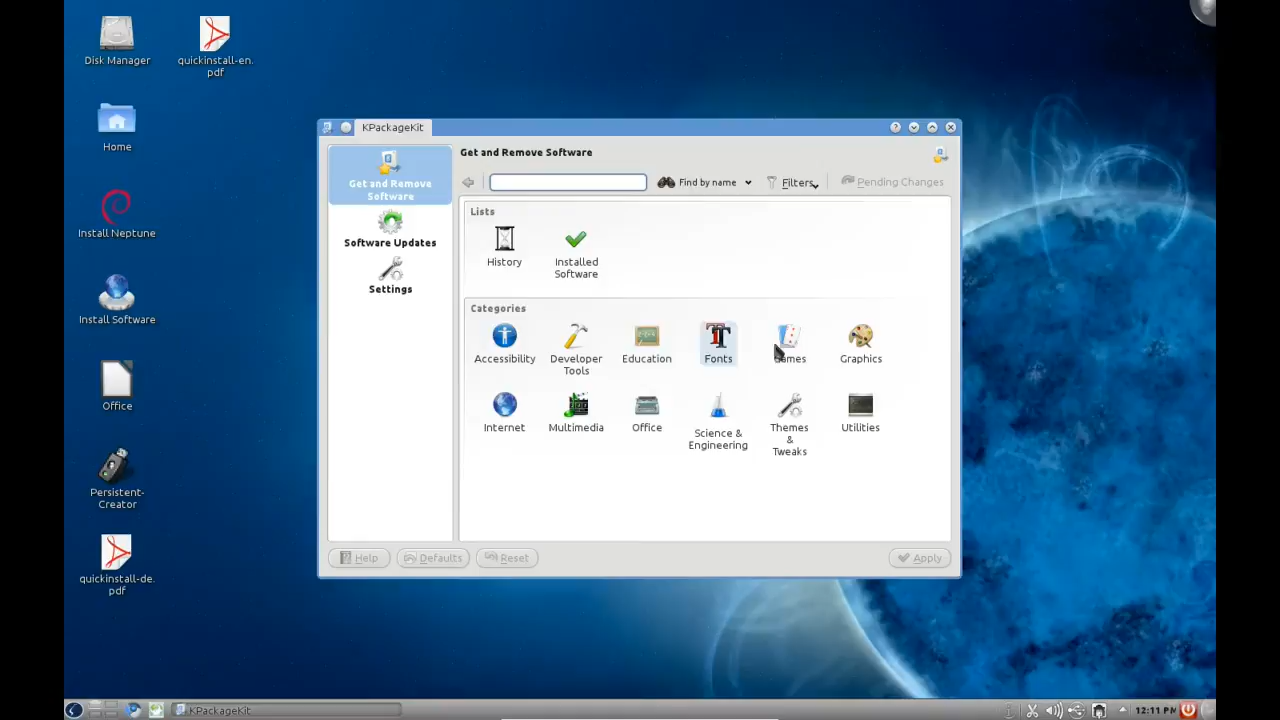 Disk Manager
quickinstall-en.
pdf
Home
Install Neptune
Install Software
Office
Persistent-
Creator
quickinstall-de.
pdf
KPackageKit
Get and Remove
Software
Software Updates
Settings
Get and Remove Software
Find by name
Filters
Pending Changes
Lists
History
Installed
Software
Categories
Accessibility
Developer
Tools
Education
Fonts
Games
Graphics
Internet
Multimedia
Office
Science &
Engineering
Themes
&
Tweaks
Utilities
Help
Defaults
Reset
Apply
KPackageKit
12:11 PM